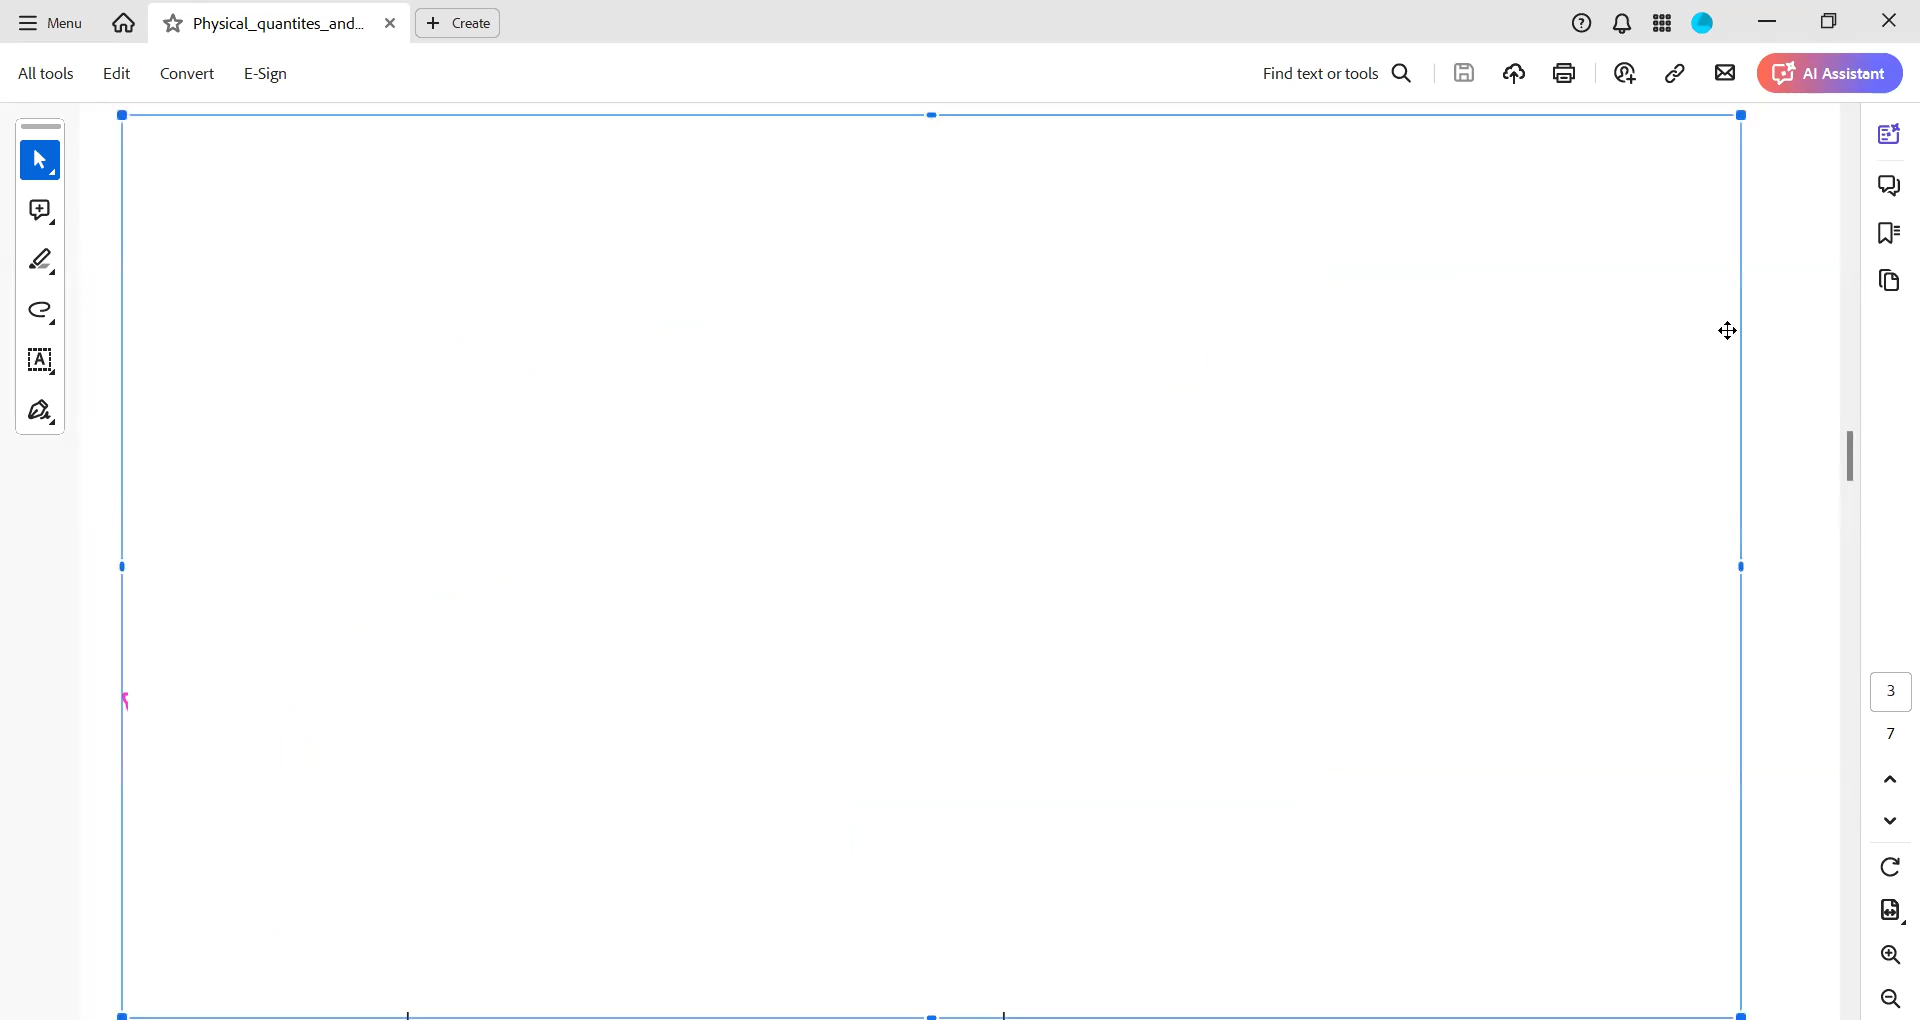 Menu
Physical_quantites_and...
Create
All tools
Edit
Convert
E-Sign
Find text or tools
AI Assistant
A
3
7